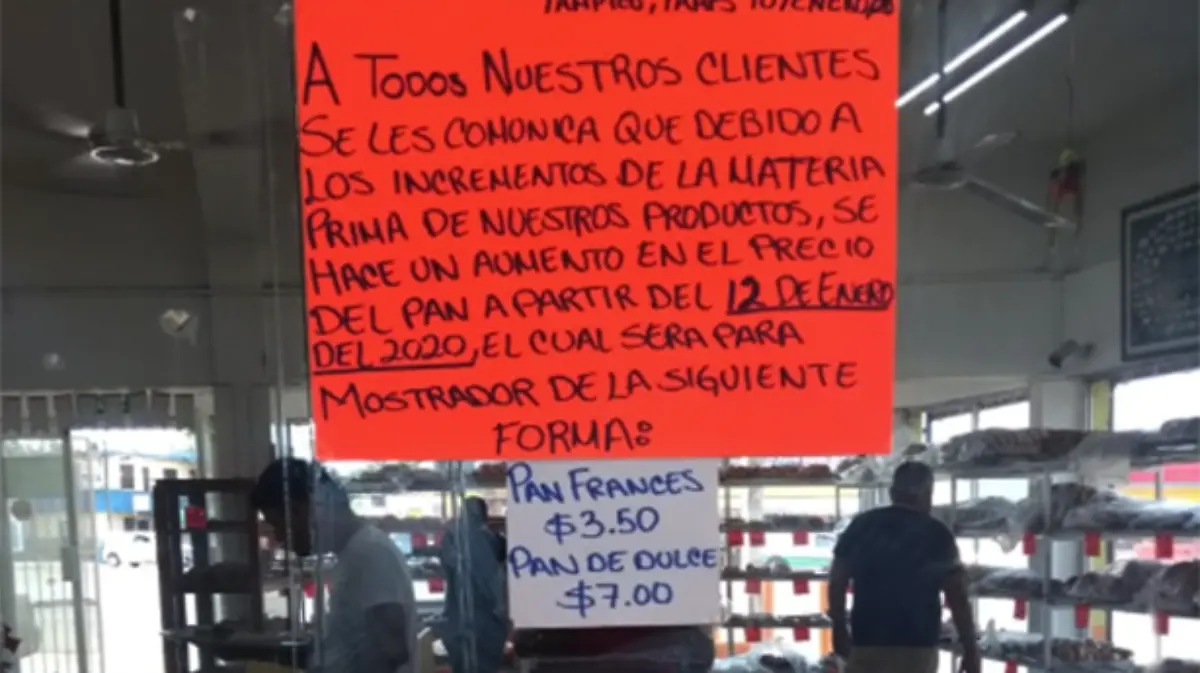 TAMPICO, TAMPS
A TODOS NUESTROS CLIENTES
SE LES COMONICA QUE DEBIDO A
LOS INCREMENTOS DE LA MATERIA
PRIMA DE NUESTROS PRODUCTOS, SE
HACE UN AUMENTO EN EL PRECIO
DEL PAN A PARTIR DEL 12 DE ENERO
DEL 2020, EL CUAL SERA PARA
MOSTRADOR DE LA SIGUIENTE
FORMA:
PAN FRANCES
$3.50
PAN DE DULCE
$7.00